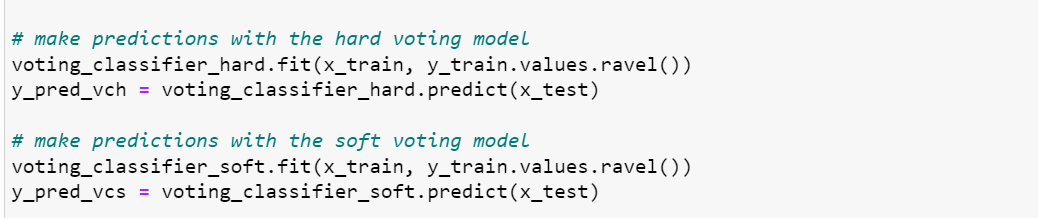 # make predictions with the hard voting model
voting_classifier_hard.fit(x_train, y_train.values.ravel())
y_pred_vch = voting_classifier_hard.predict(x_test)
# make predictions with the soft voting model
voting_classifier_soft.fit(x_train, y_train.values.ravel())
y_pred_vcs = voting_classifier_soft.predict(x_test)